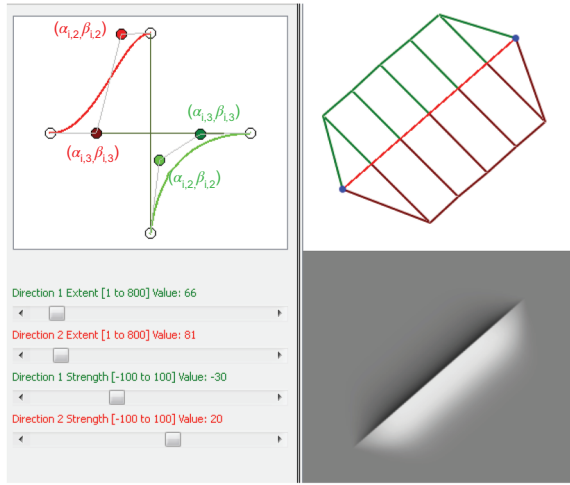 (αi,2,βi,2)
(αi,3,βi,3)
(αi,3,βi,3)
(αi,2,βi,2)
Direction 1 Extent [1 to 800] Value: 66
Direction 2 Extent [1 to 800] Value: 81
Direction 1 Strength [-100 to 100] Value: -30
Direction 2 Strength [-100 to 100] Value: 20